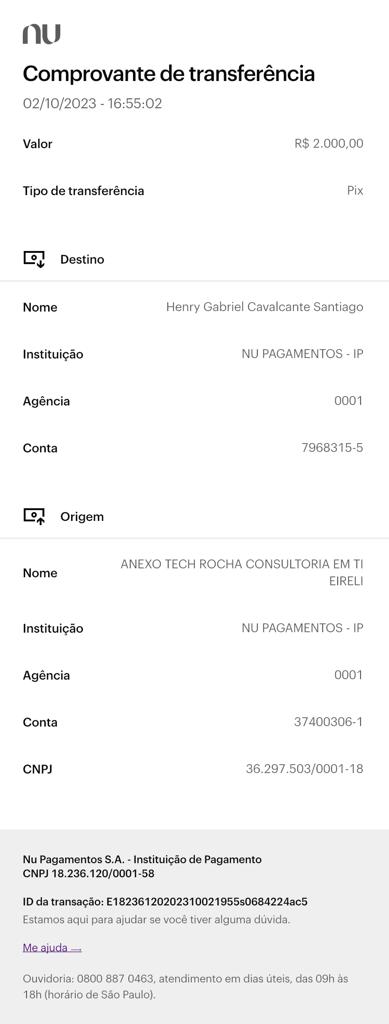 nu
Comprovante de transferência
02/10/2023 - 16:55:02
Valor R$ 2.000,00
Tipo de transferência Pix
Destino
Nome Henry Gabriel Cavalcante Santiago
Instituição NU PAGAMENTOS - IP
Agência 0001
Conta 7968315-5
Origem
Nome ANEXO TECH ROCHA CONSULTORIA EM TI
EIRELI
Instituição NU PAGAMENTOS - IP
Agência 0001
Conta 37400306-1
CNPJ 36.297.503/0001-18
Nu Pagamentos S.A. - Instituição de Pagamento
CNPJ 18.236.120/0001-58
ID da transação: E18236120202310021955s0684224ac5
Estamos aqui para ajudar se você tiver alguma dúvida.
Me ajuda
Ouvidoria: 0800 887 0463, atendimento em dias úteis, das 09h às
18h (horário de São Paulo).